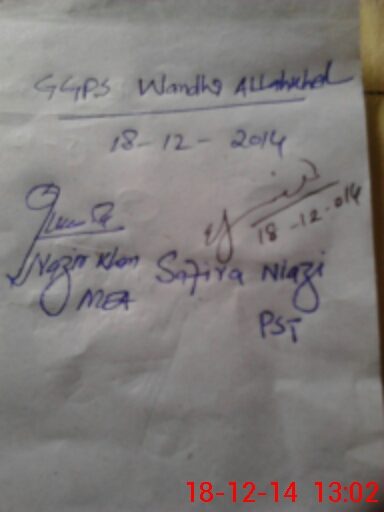 GGPS Wandha Allahkhel
18-12-2014
18-12-014
Nazir Khan
MEA
Safira Niazi
PST
18-12-14 13:02